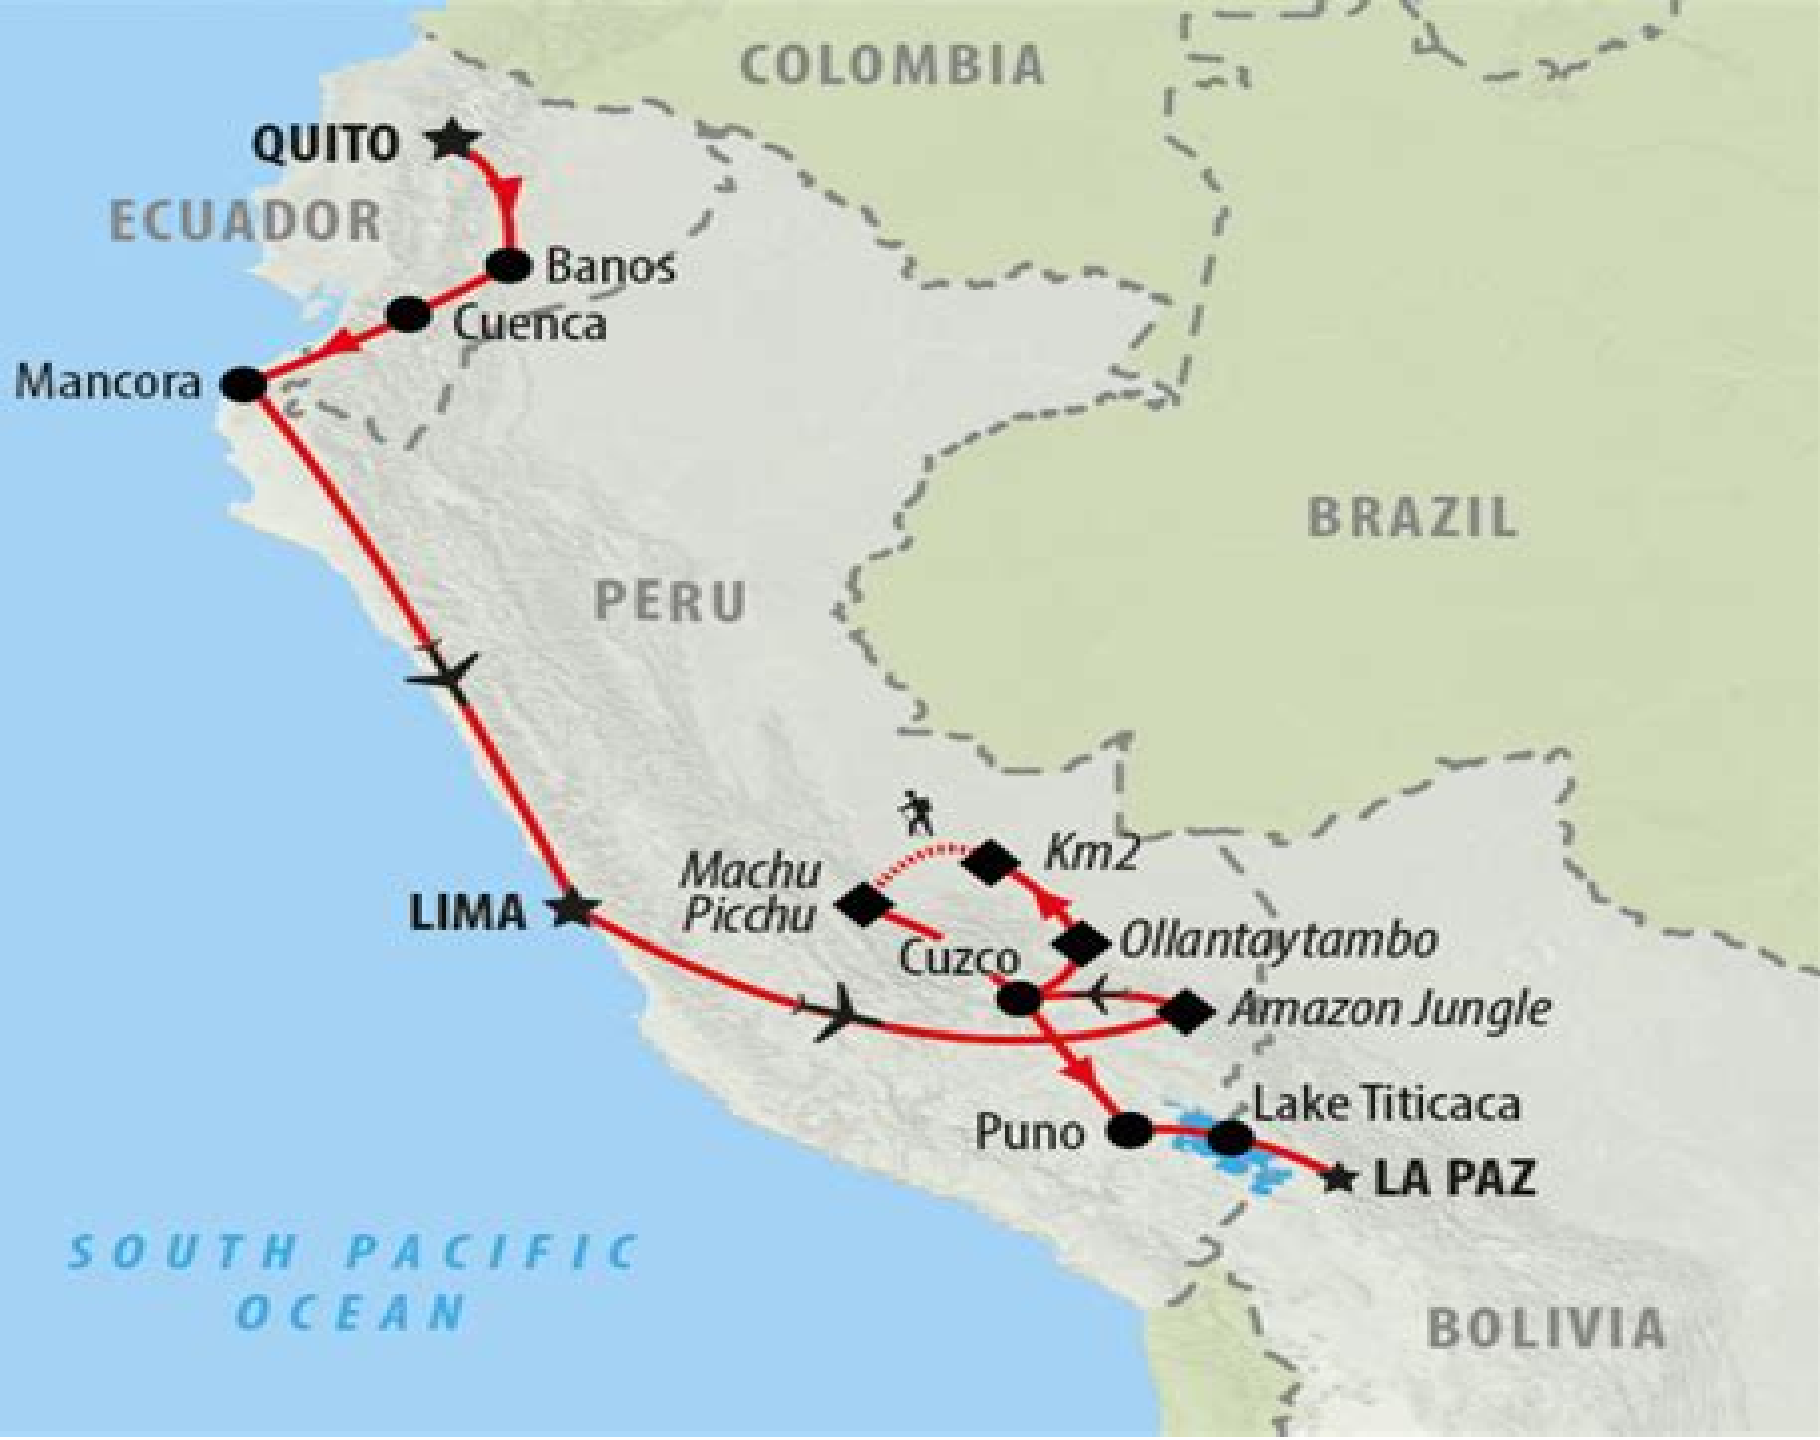 COLOMBIA
QUITO
ECUADOR
Banos
Cuenca
Mancora
BRAZIL
PERU
Km2
Machu
Picchu
LIMA
Ollantaytambo
Cuzco
Amazon Jungle
Lake Titicaca
Puno
LA PAZ
SOUTH PACIFIC
OCEAN
BOLIVIA